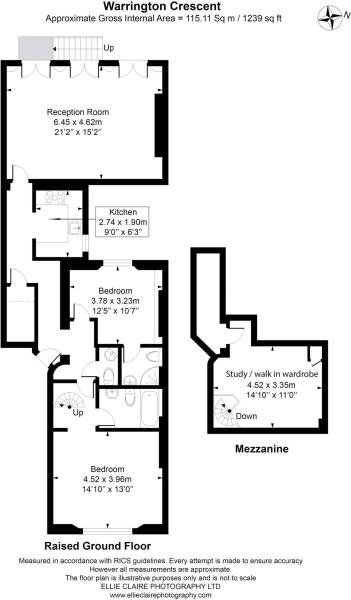 Warrington Crescent
Approximate Gross Internal Area = 115.11 Sq m / 1239 sq ft
N
Up
Reception Room
6.45 x 4.62m
21'2'' x 15'2''
Kitchen
2.74 x 1.90m
9'0'' x 6'3''
Bedroom
3.78 x 3.23m
12'5'' x 10'7''
Study / walk in wardrobe
4.52 x 3.35m
14'10'' x 11'0''
Up
Down
Mezzanine
Bedroom
4.52 x 3.96m
14'10'' x 13'0''
Raised Ground Floor
Measured in accordance with RICS guidelines. Every attempt is made to ensure accuracy
However all measurements are approximate.
The floor plan is illustrative purposes only and is not to scale
ELLIE CLAIRE PHOTOGRAPHY LTD
www.ellieclairephotography.com